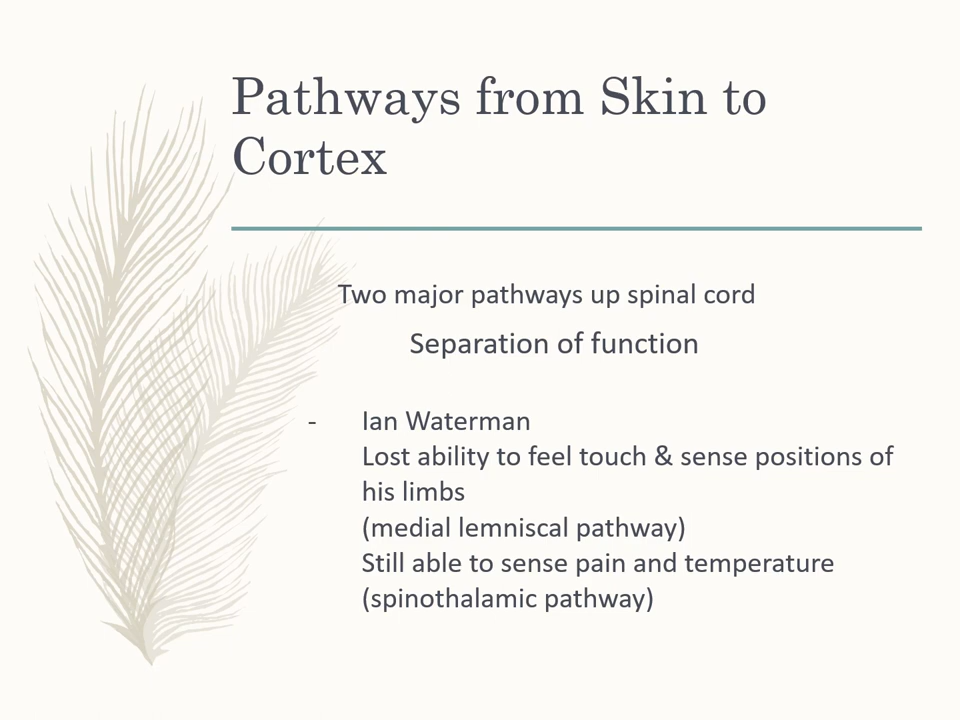 Pathways from Skin to
Cortex
Two major pathways up spinal cord
Separation of function
- Ian Waterman
Lost ability to feel touch & sense positions of
his limbs
(medial lemniscal pathway)
Still able to sense pain and temperature
(spinothalamic pathway)